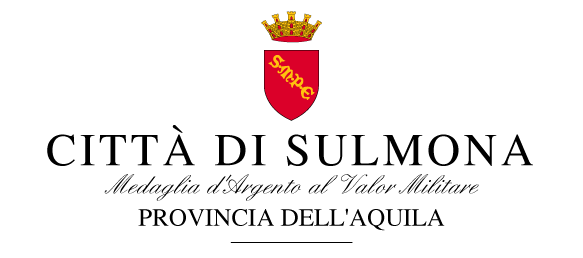 SMPE
CITTÀ DI SULMONA
Medaglia d'Argento al Valor Militare
PROVINCIA DELL'AQUILA